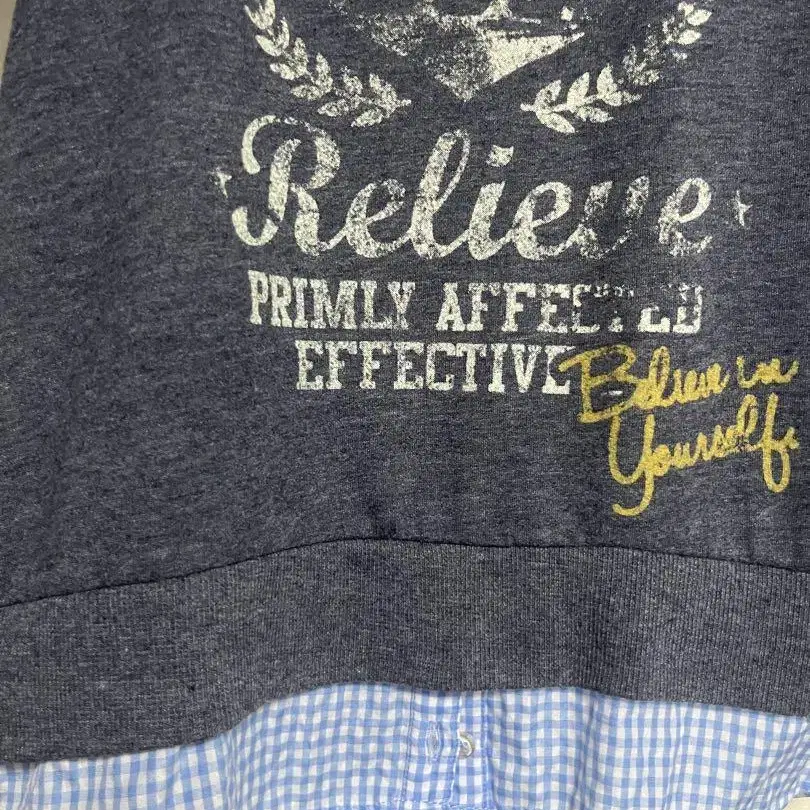 Relieve
PRIMLY AFFECTED
EFFECTIVE
Believe in
Yourself.